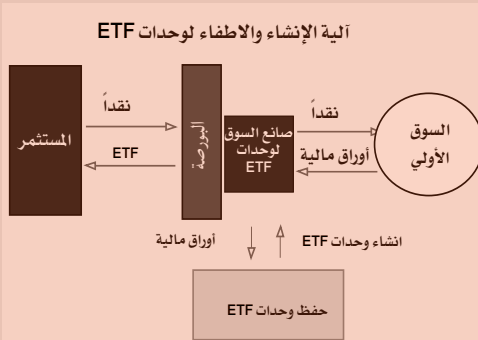 آلية الإنشاء والاطفاء لوحدات ETF
المستثمر
نقداً
ETF
البورصة
صانع السوق
لوحدات
ETF
نقداً
أوراق مالية
السوق
الأولي
أوراق مالية
انشاء وحدات ETF
حفظ وحدات ETF